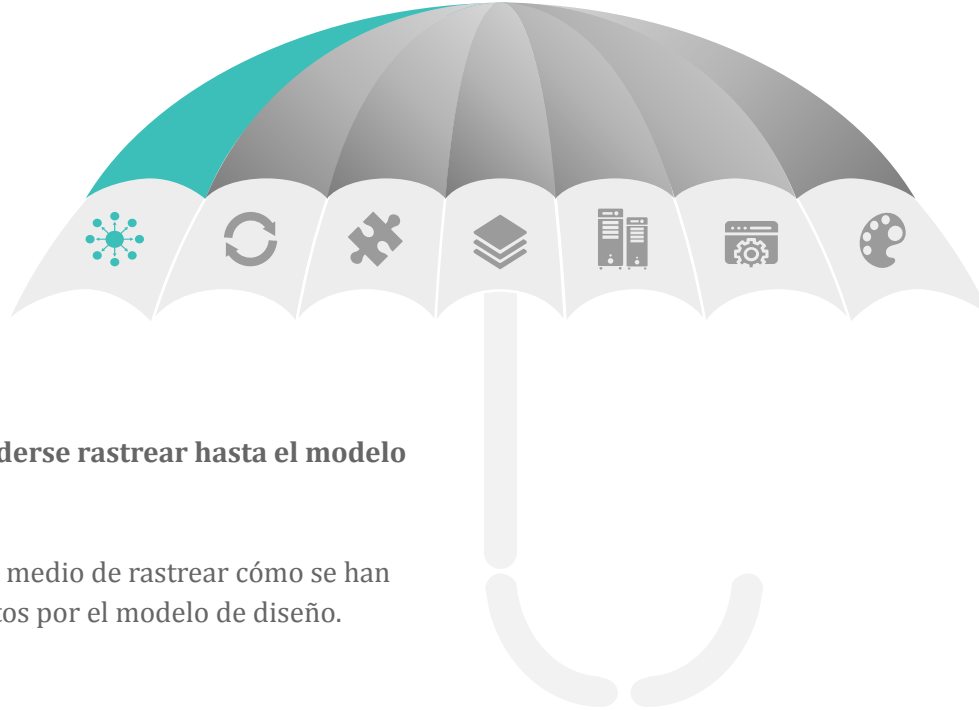 derse rastrear hasta el modelo
medio de rastrear cómo se han
tos por el modelo de diseño.